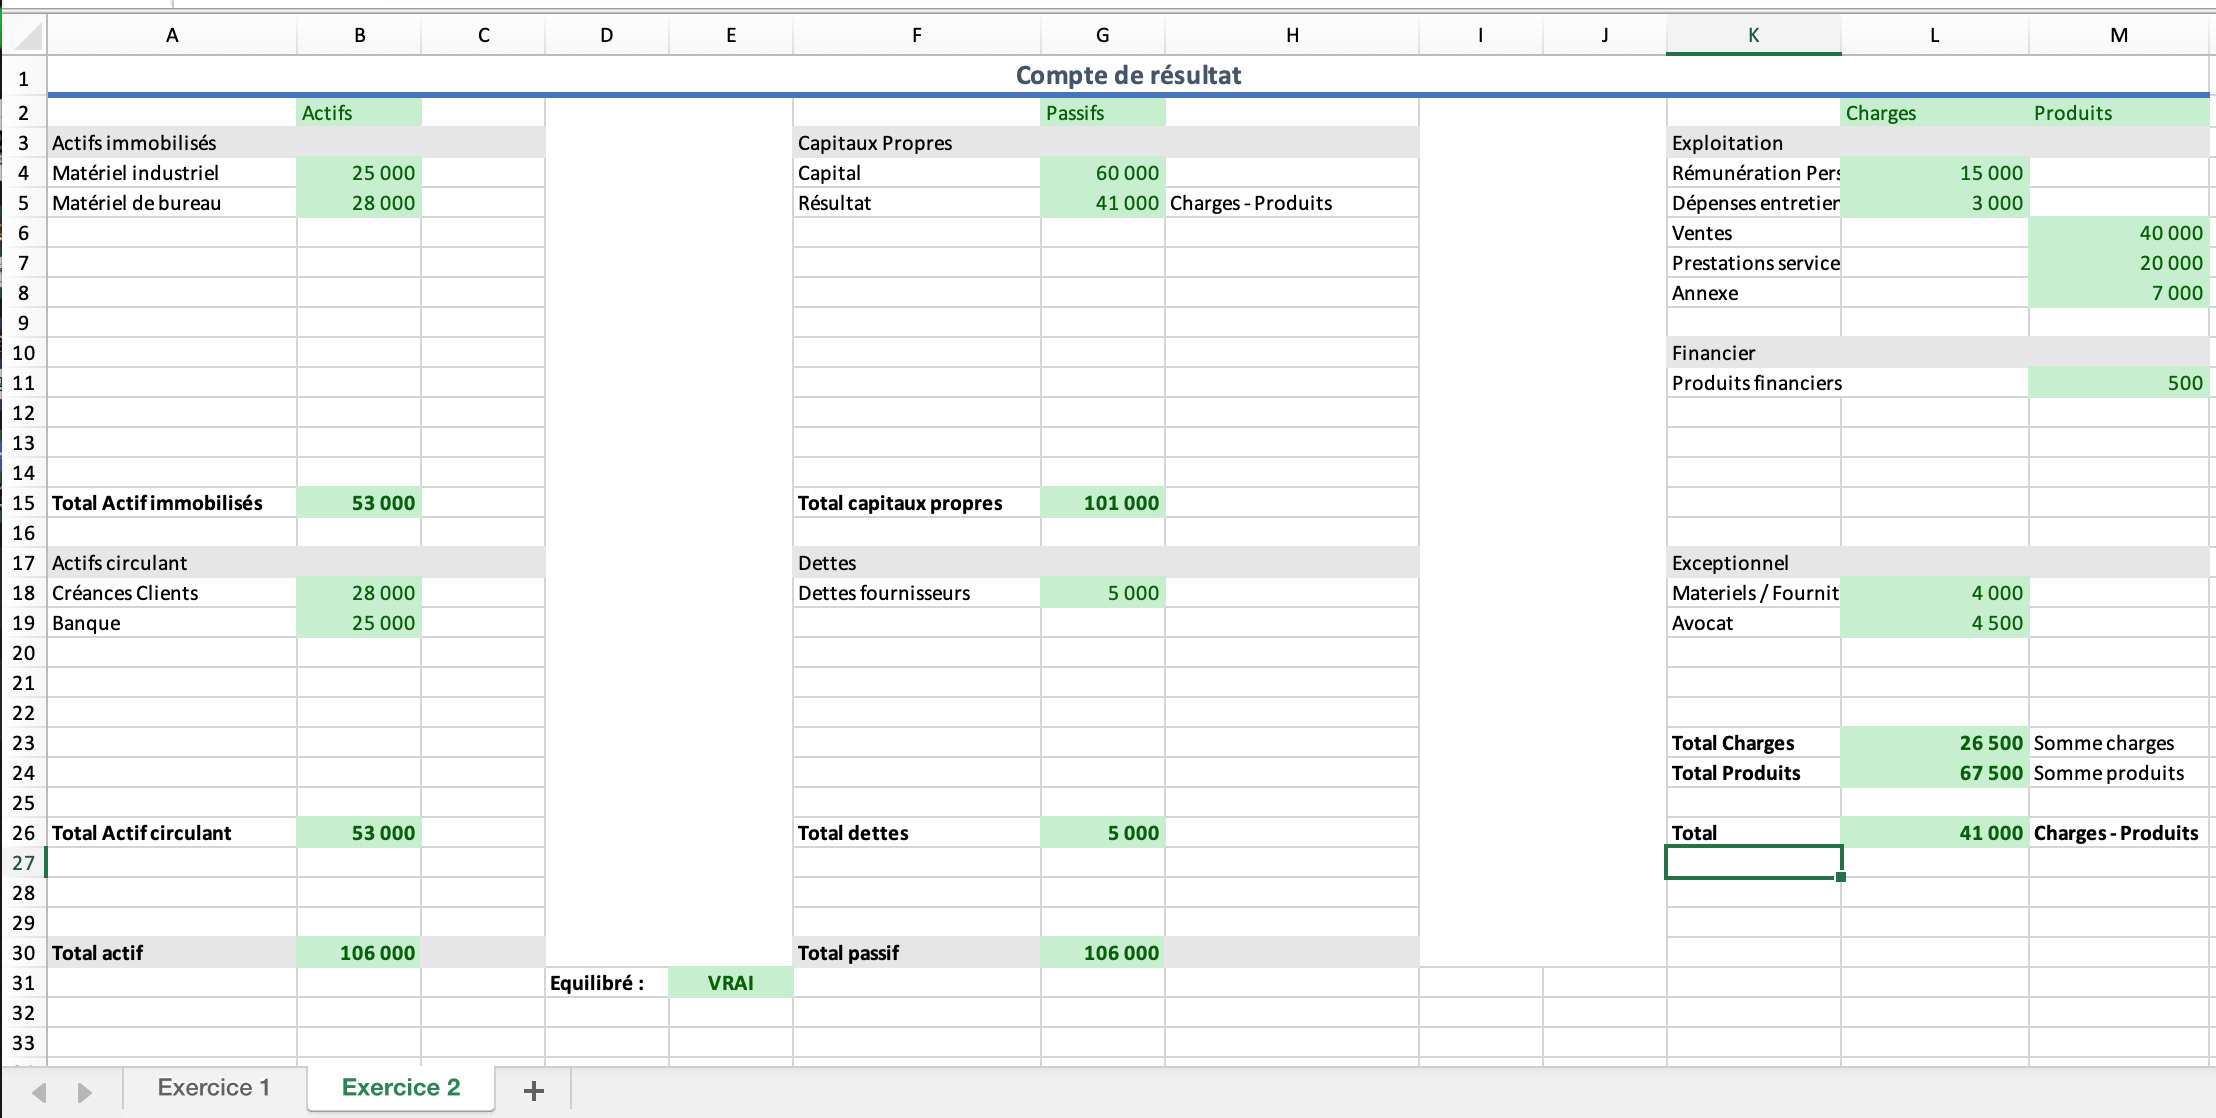 A B C D E F G H I J K L M
1 Compte de résultat
2 Actifs Passifs Charges Produits
3 Actifs immobilisés Capitaux Propres Exploitation
4 Matériel industriel 25 000 Capital 60 000 Rémunération Pers 15 000
5 Matériel de bureau 28 000 Résultat 41 000 Charges - Produits Dépenses entretien 3 000
6 Ventes 40 000
7 Prestations service 20 000
8 Annexe 7 000
9
10 Financier
11 Produits financiers 500
12
13
14
15 Total Actif immobilisés 53 000 Total capitaux propres 101 000
16
17 Actifs circulant Dettes Exceptionnel
18 Créances Clients 28 000 Dettes fournisseurs 5 000 Materiels / Fournit 4 000
19 Banque 25 000 Avocat 4 500
20
21
22
23 Total Charges 26 500 Somme charges
24 Total Produits 67 500 Somme produits
25
26 Total Actif circulant 53 000 Total dettes 5 000 Total 41 000 Charges - Produits
27
28
29
30 Total actif 106 000 Total passif 106 000
31 Equilibré : VRAI
32
33
Exercice 1 Exercice 2 +